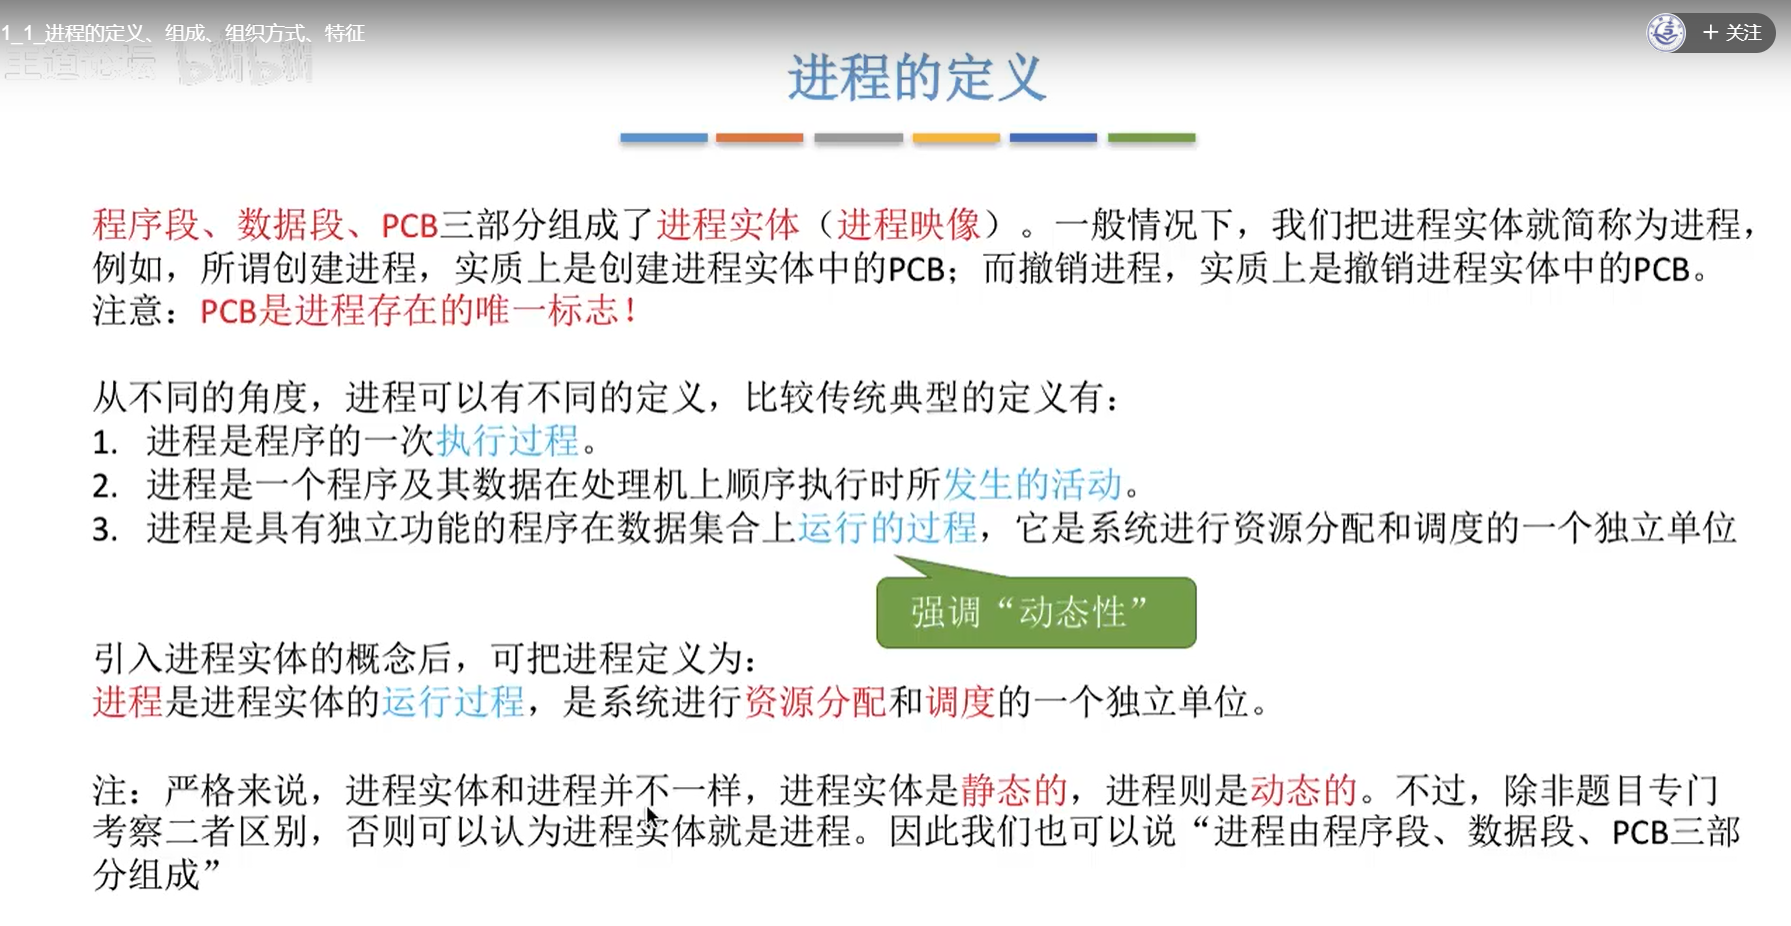 1_1_进程的定义、组成、组织方式、特征
+ 关注
王道论坛 bilibili
进程的定义
程序段、数据段、PCB三部分组成了进程实体（进程映像）。一般情况下，我们把进程实体就简称为进程，
例如，所谓创建进程，实质上是创建进程实体中的PCB；而撤销进程，实质上是撤销进程实体中的PCB。
注意：PCB是进程存在的唯一标志！
从不同的角度，进程可以有不同的定义，比较传统典型的定义有：
1. 进程是程序的一次执行过程。
2. 进程是一个程序及其数据在处理机上顺序执行时所发生的活动。
3. 进程是具有独立功能的程序在数据集合上运行的过程，它是系统进行资源分配和调度的一个独立单位
强调“动态性”
引入进程实体的概念后，可把进程定义为：
进程是进程实体的运行过程，是系统进行资源分配和调度的一个独立单位。
注：严格来说，进程实体和进程并不一样，进程实体是静态的，进程则是动态的。不过，除非题目专门
考察二者区别，否则可以认为进程实体就是进程。因此我们也可以说“进程由程序段、数据段、PCB三部
分组成”